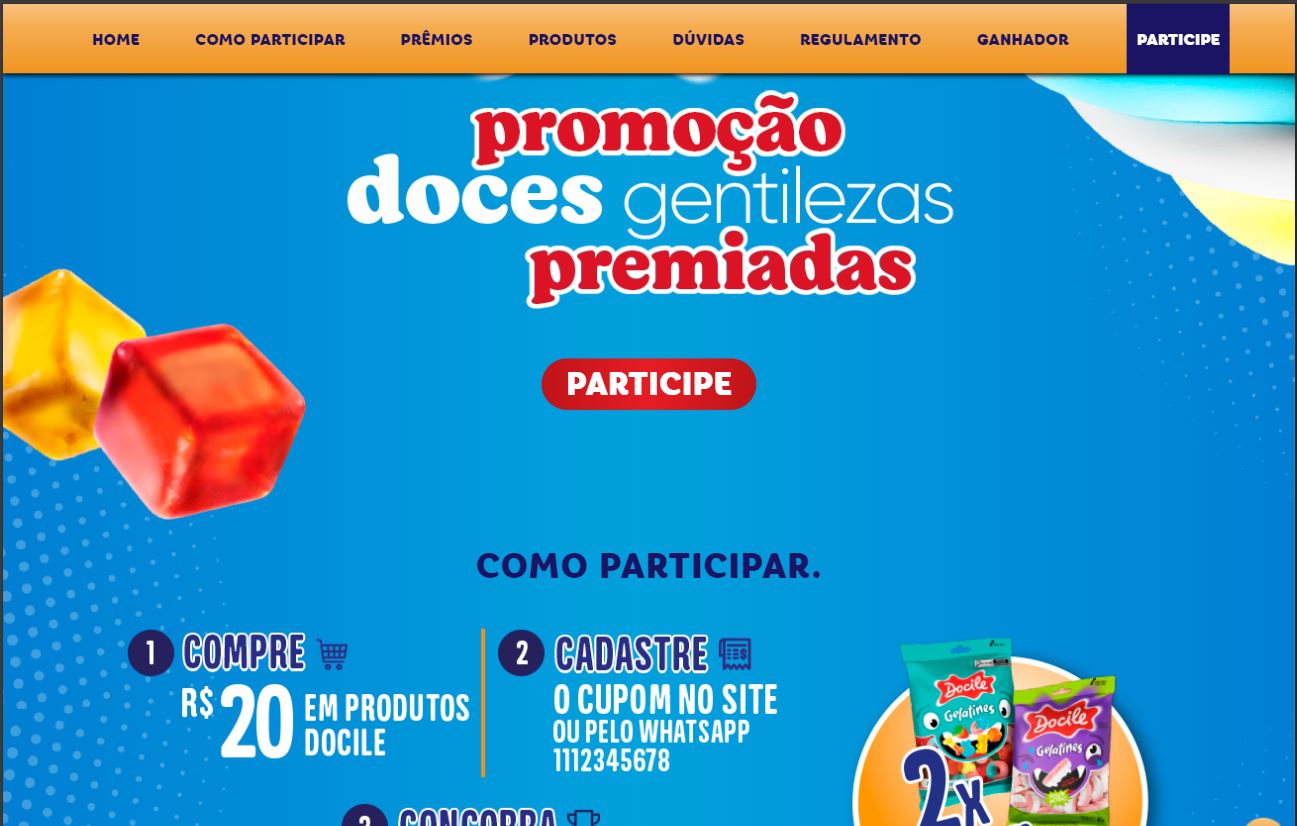 HOME COMO PARTICIPAR PRÊMIOS PRODUTOS DÚVIDAS REGULAMENTO GANHADOR PARTICIPE
promoção
doces gentilezas
premiadas
PARTICIPE
COMO PARTICIPAR.
1 COMPRE
R$ 20 EM PRODUTOS
DOCILE
2 CADASTRE
O CUPOM NO SITE
OU PELO WHATSAPP
1112345678
Docile
Gelatines
Docile
Gelatines
2x
3 CONCORRA